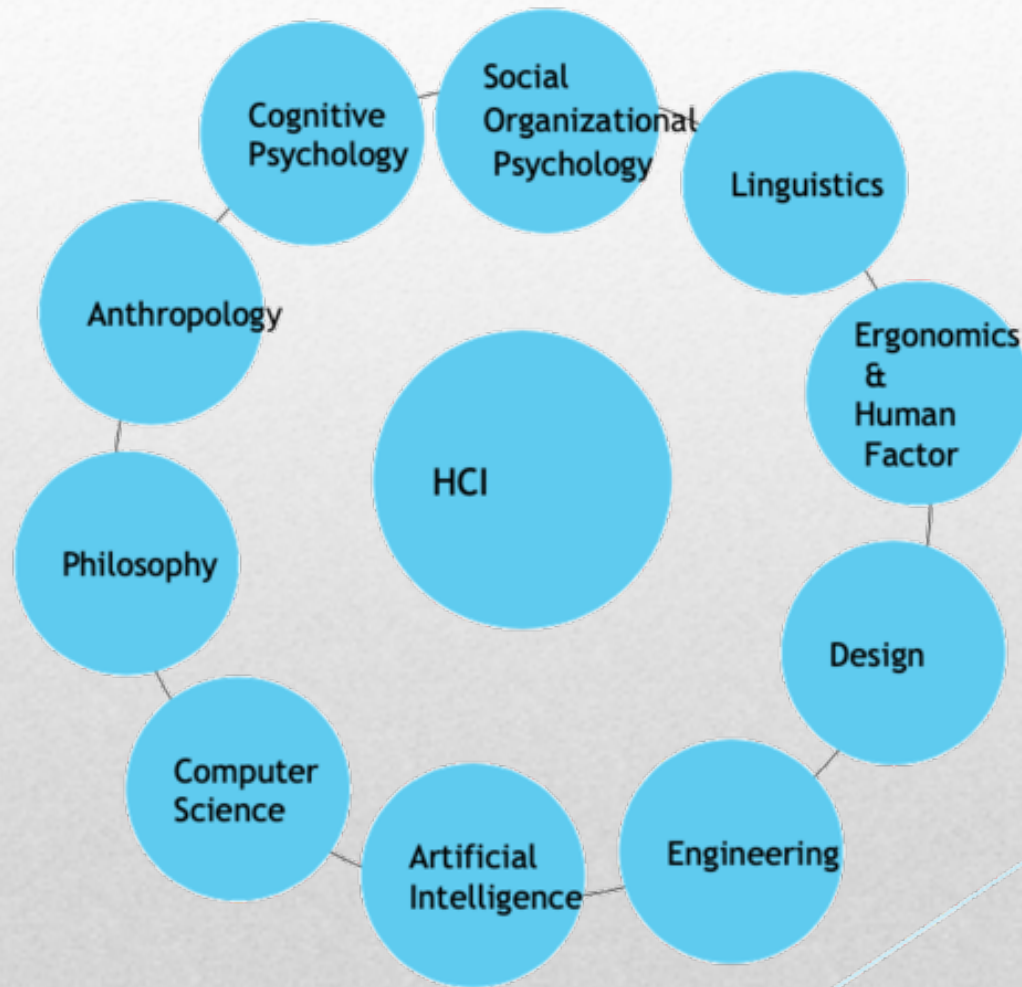 Cognitive
Psychology
Social
Organizational
Psychology
Linguistics
Ergonomics
&
Human
Factor
Design
Engineering
Artificial
Intelligence
Computer
Science
Philosophy
Anthropology
HCI